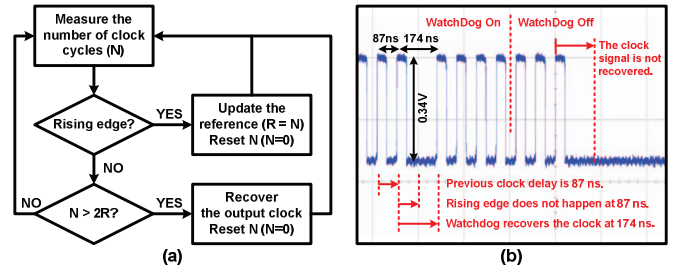 Measure the
number of clock
cycles (N)
Rising edge?
YES
Update the
reference (R = N)
Reset N (N=0)
NO
N > 2R?
NO
YES
Recover
the output clock
Reset N (N=0)
(a)
WatchDog On
WatchDog Off
87ns
174 ns
The clock
signal is not
recovered.
0.34V
Previous clock delay is 87 ns.
Rising edge does not happen at 87 ns.
Watchdog recovers the clock at 174 ns.
(b)